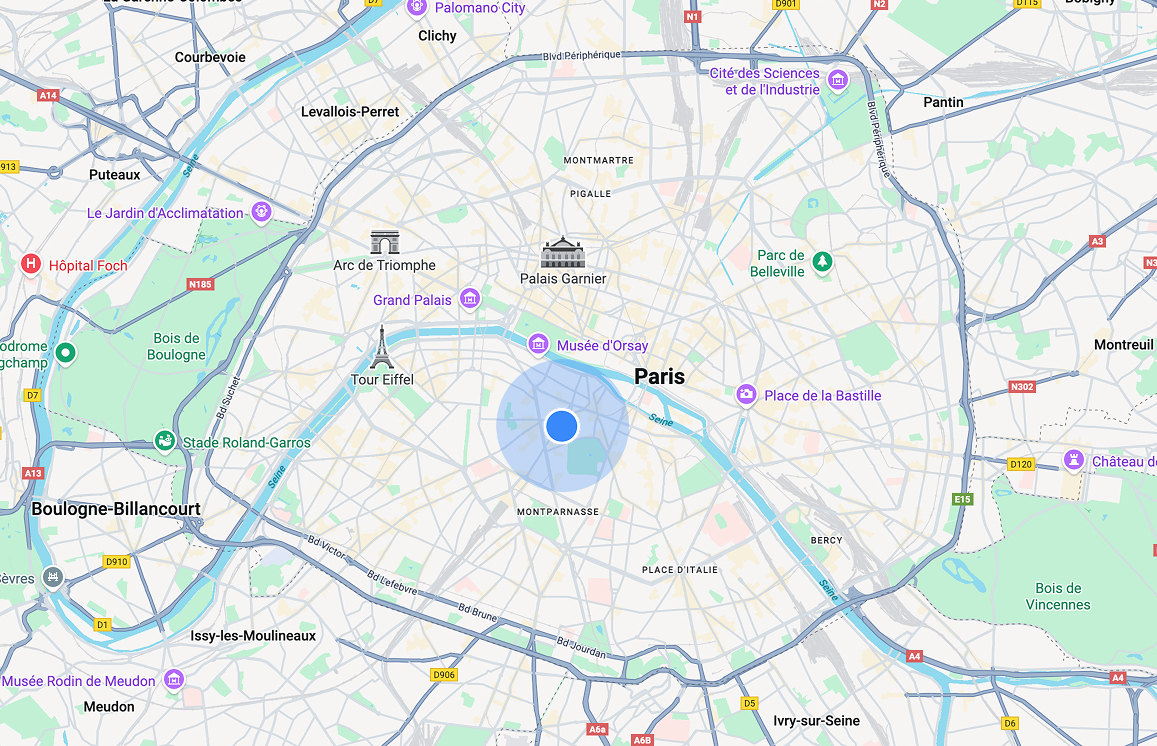 La Garenne-Colombes
D7
Palomano City
N1
D901
N2
D115
Bobigny
Clichy
Courbevoie
Blvd Périphérique
Cité des Sciences
et de l'Industrie
A14
Levallois-Perret
Pantin
Blvd Périphérique
MONTMARTRE
913
Puteaux
Seine
PIGALLE
Le Jardin d'Acclimatation
A3
Arc de Triomphe
Parc de
Belleville
Hôpital Foch
N3
Palais Garnier
N185
Grand Palais
Bois de
Boulogne
Musée d'Orsay
Montreuil
odrome
gchamp
Tour Eiffel
Paris
N302
D7
Bd Suchet
Place de la Bastille
Seine
Stade Roland-Garros
D120
Château d
A13
Seine
E15
Boulogne-Billancourt
MONTPARNASSE
Bd Victor
BERCY
D910
PLACE D'ITALIE
Sèvres
Bd Lefebvre
Seine
Bois de
Vincennes
Bd Brune
D1
Issy-les-Moulineaux
Bd Jourdan
A4
D906
A4
Musée Rodin de Meudon
D5
Meudon
Ivry-sur-Seine
D6
A6a
A6B